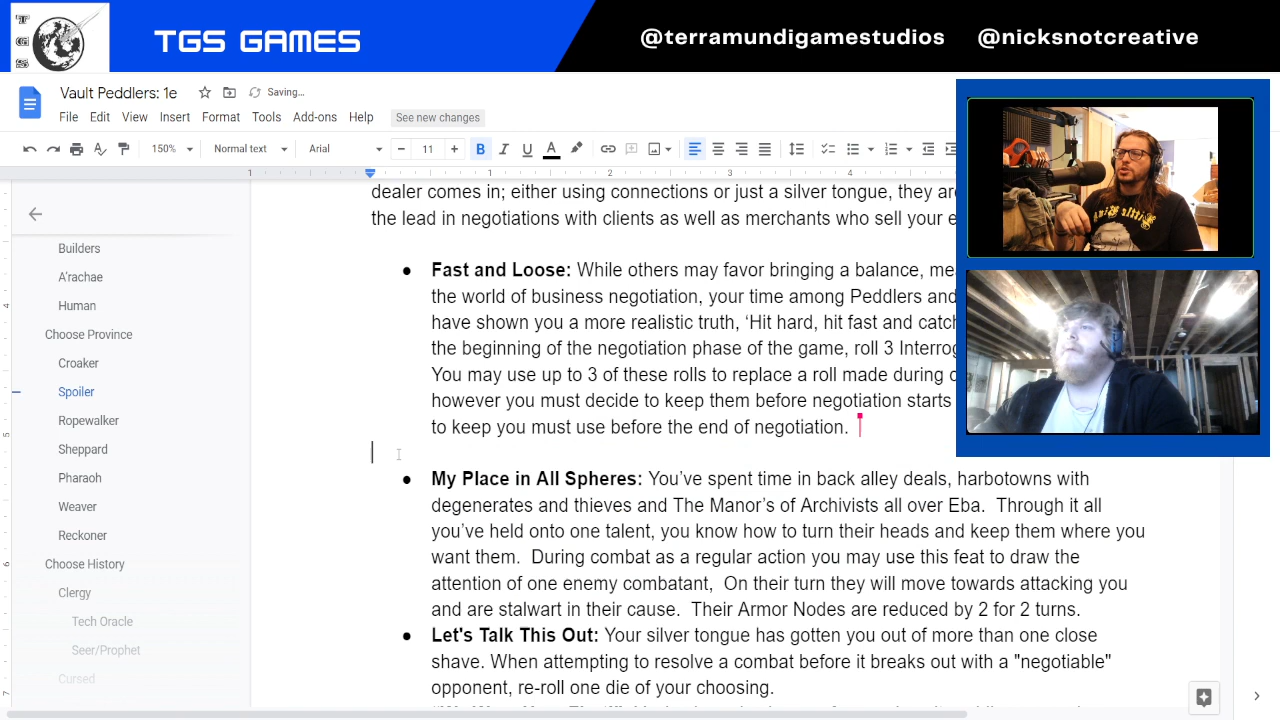 T
G
S
TGS GAMES
@terramundigamestudios @nicksnotcreative
Vault Peddlers: 1e Saving...
File Edit View Insert Format Tools Add-ons Help See new changes
150% Normal text Arial - 11 + B I U A
1 1 2 3 4
dealer comes in; either using connections or just a silver tongue, they are
the lead in negotiations with clients as well as merchants who sell your
Builders
A'rachae
Human
Choose Province
Croaker
Spoiler
Ropewalker
Sheppard
Pharaoh
Weaver
Reckoner
Choose History
Clergy
Tech Oracle
Seer/Prophet
Cursed
4
5
6
7
● Fast and Loose: While others may favor bringing a balance,
the world of business negotiation, your time among Peddlers and
have shown you a more realistic truth, ‘Hit hard, hit fast and
the beginning of the negotiation phase of the game, roll 3
You may use up to 3 of these rolls to replace a roll made during
however you must decide to keep them before negotiation starts
to keep you must use before the end of negotiation.
● My Place in All Spheres: You’ve spent time in back alley deals, harbotowns with
degenerates and thieves and The Manor’s of Archivists all over Eba. Through it all
you’ve held onto one talent, you know how to turn their heads and keep them where you
want them. During combat as a regular action you may use this feat to draw the
attention of one enemy combatant, On their turn they will move towards attacking you
and are stalwart in their cause. Their Armor Nodes are reduced by 2 for 2 turns.
● Let's Talk This Out: Your silver tongue has gotten you out of more than one close
shave. When attempting to resolve a combat before it breaks out with a "negotiable"
opponent, re-roll one die of your choosing.